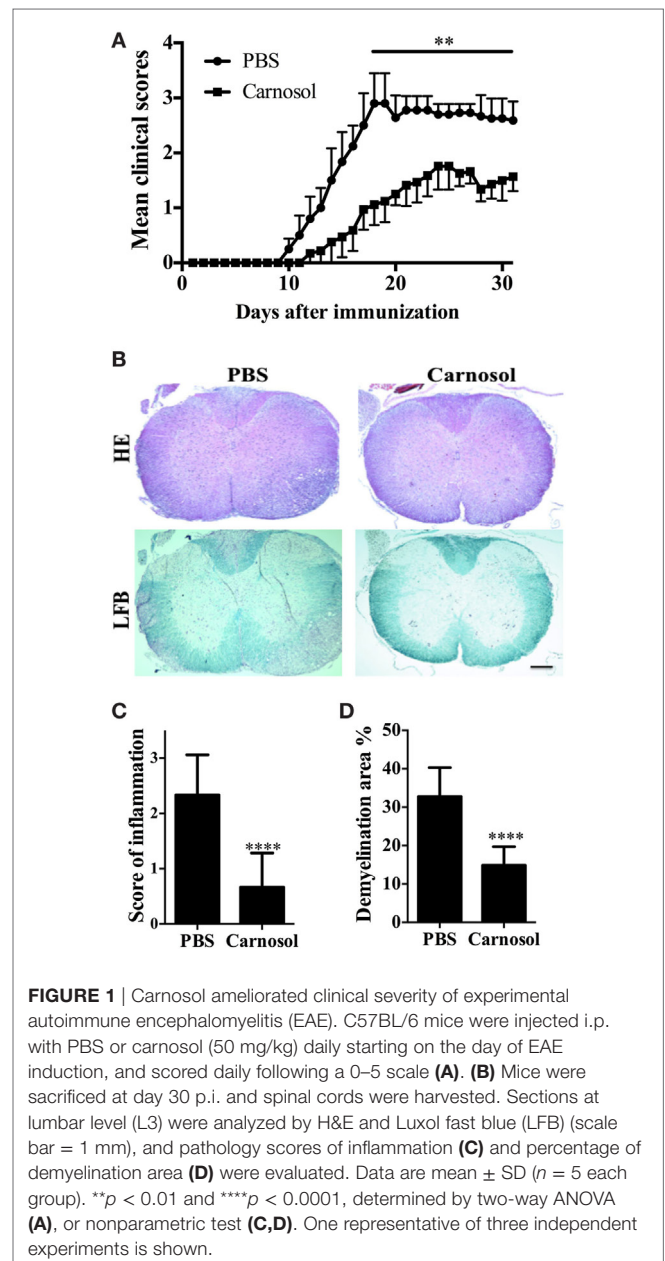 A
4
3
2
1
0
Mean clinical scores
PBS
Carnosol
**
0
10
20
30
Days after immunization
B
PBS
Carnosol
HE
LFB
C
Score of inflammation
3
2
1
0
****
PBS
Carnosol
D
Demyelination area %
50
40
30
20
10
0
****
PBS
Carnosol
FIGURE 1 | Carnosol ameliorated clinical severity of experimental
autoimmune encephalomyelitis (EAE). C57BL/6 mice were injected i.p.
with PBS or carnosol (50 mg/kg) daily starting on the day of EAE
induction, and scored daily following a 0–5 scale (A). (B) Mice were
sacrificed at day 30 p.i. and spinal cords were harvested. Sections at
lumbar level (L3) were analyzed by H&E and Luxol fast blue (LFB) (scale
bar = 1 mm), and pathology scores of inflammation (C) and percentage of
demyelination area (D) were evaluated. Data are mean ± SD (n = 5 each
group). **p < 0.01 and ****p < 0.0001, determined by two-way ANOVA
(A), or nonparametric test (C,D). One representative of three independent
experiments is shown.